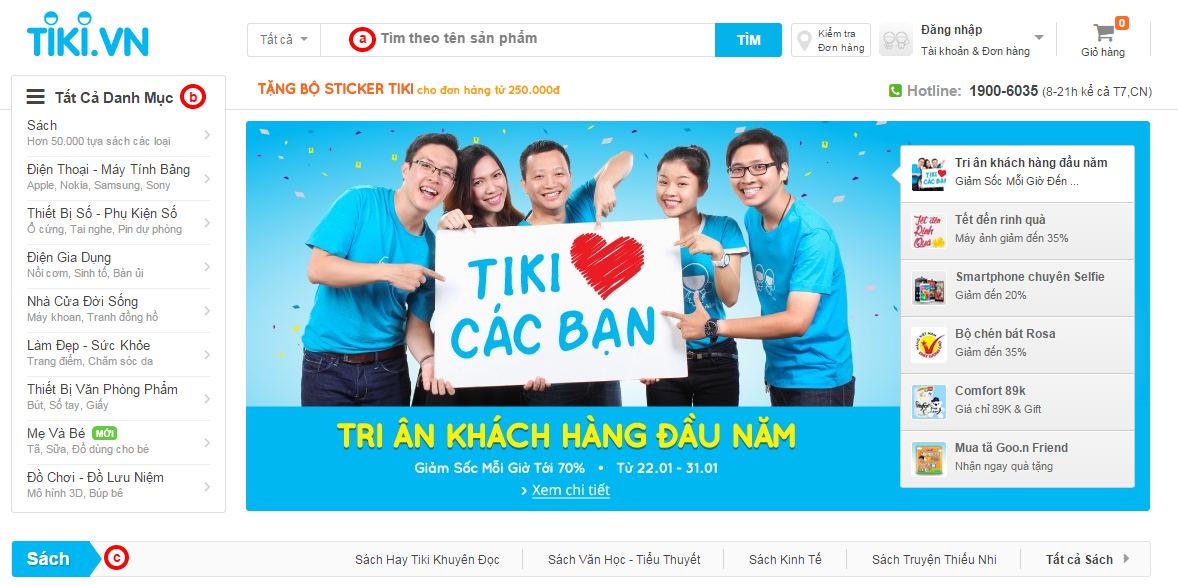 TiKi.VN
Tất cả
a
Tìm theo tên sản phẩm
TÌM
Kiểm tra
Đơn hàng
Đăng nhập
Tài khoản & Đơn hàng
0
Giỏ hàng
TẶNG BỘ STICKER TIKI cho đơn hàng từ 250.000đ
Hotline: 1900-6035 (8-21h kể cả T7,CN)
Tất Cả Danh Mục
b
Sách
Hơn 50.000 tựa sách các loại
Điện Thoại - Máy Tính Bảng
Apple, Nokia, Samsung, Sony
Thiết Bị Số - Phụ Kiện Số
Ổ cứng, Tai nghe, Pin dự phòng
Điện Gia Dụng
Nồi cơm, Sinh tố, Bàn ủi
Nhà Cửa Đời Sống
Máy khoan, Tranh đồng hồ
Làm Đẹp - Sức Khỏe
Trang điểm, Chăm sóc da
Thiết Bị Văn Phòng Phẩm
Bút, Sổ tay, Giấy
Mẹ Và Bé MỚI
Tã, Sữa, Đồ dùng cho bé
Đồ Chơi - Đồ Lưu Niệm
Mô hình 3D, Búp bê
TIKI
CÁC BẠN
TRI ÂN KHÁCH HÀNG ĐẦU NĂM
Giảm Sốc Mỗi Giờ Tới 70% • Từ 22.01 - 31.01
› Xem chi tiết
TIKI
CÁC BẠN
Tri ân khách hàng đầu năm
Giảm Sốc Mỗi Giờ Đến ...
Tết đến
Rinh
Quà
Tết đến rinh quà
Máy ảnh giảm đến 35%
Smartphone chuyên Selfie
Giảm đến 20%
Bộ chén bát Rosa
Giảm đến 35%
Comfort 89k
Giá chỉ 89K & Gift
Mua tã Goo.n Friend
Nhận ngay quà tặng
Sách
c
Sách Hay Tiki Khuyên Đọc
Sách Văn Học - Tiểu Thuyết
Sách Kinh Tế
Sách Truyện Thiếu Nhi
Tất cả Sách